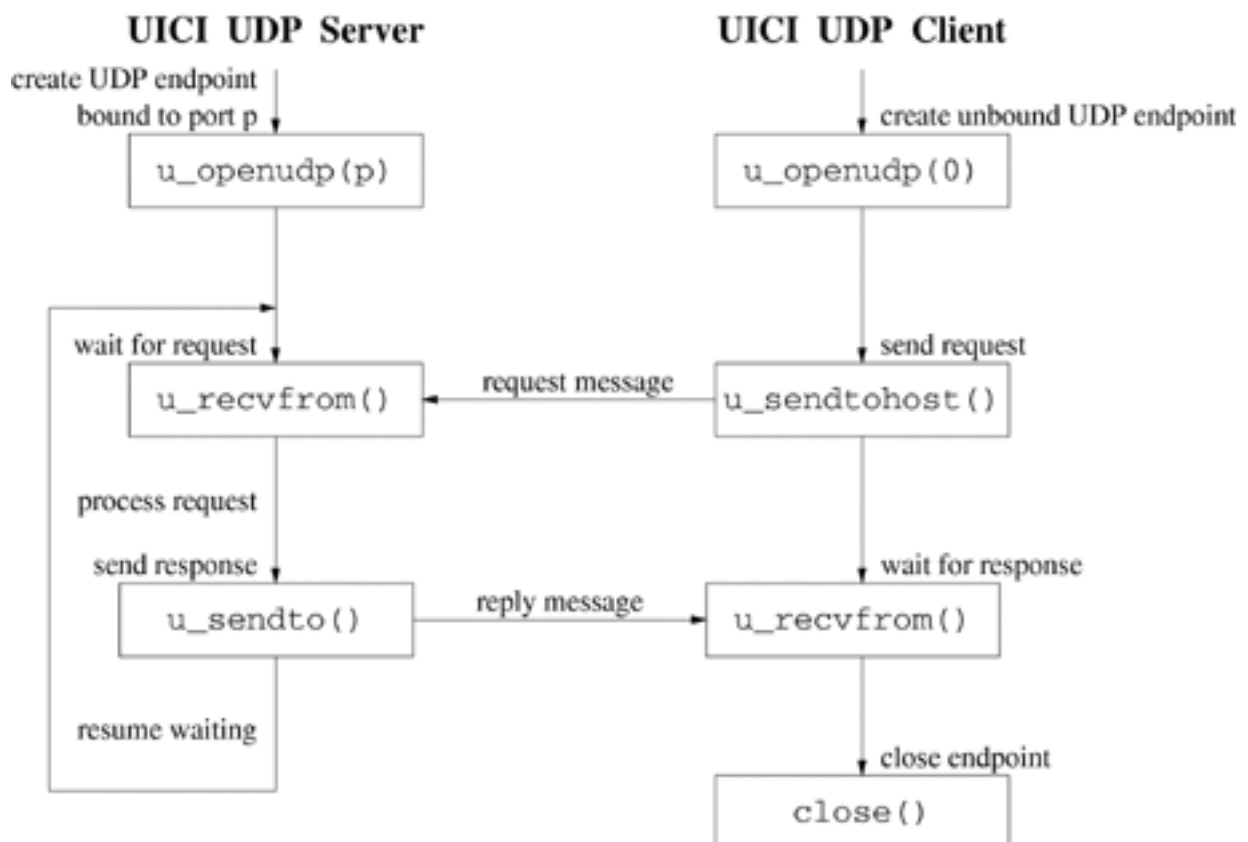 UICI UDP Server
UICI UDP Client
create UDP endpoint
bound to port p
create unbound UDP endpoint
u_openudp(p)
u_openudp(0)
wait for request
send request
request message
u_recvfrom()
u_sendtohost()
process request
send response
wait for response
reply message
u_sendto()
u_recvfrom()
resume waiting
close endpoint
close()